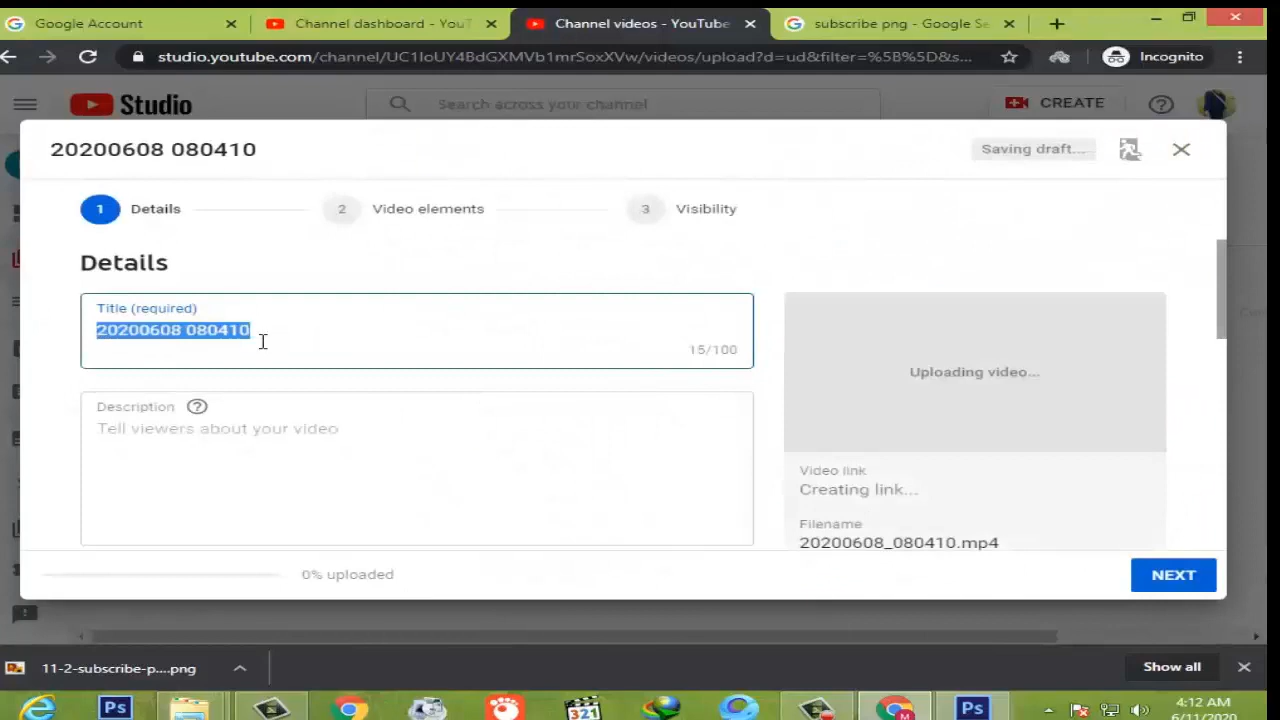 Google Account
Channel dashboard - YouT
Channel videos - YouTube
subscribe png - Google Se
studio.youtube.com/channel/UC1IoUY4BdGXMVb1mrSoxXVw/videos/upload?d=ud&filter=%5B%5D&s...
Incognito
Studio
Search across your channel
CREATE
20200608 080410
Saving draft...
1 Details
2 Video elements
3 Visibility
Details
Title (required)
20200608 080410
15/100
Uploading video...
Description
Tell viewers about your video
Video link
Creating link...
Filename
20200608_080410.mp4
0% uploaded
NEXT
11-2-subscribe-p....png
Show all
Ps
321
Ps
4:12 AM
6/11/2020